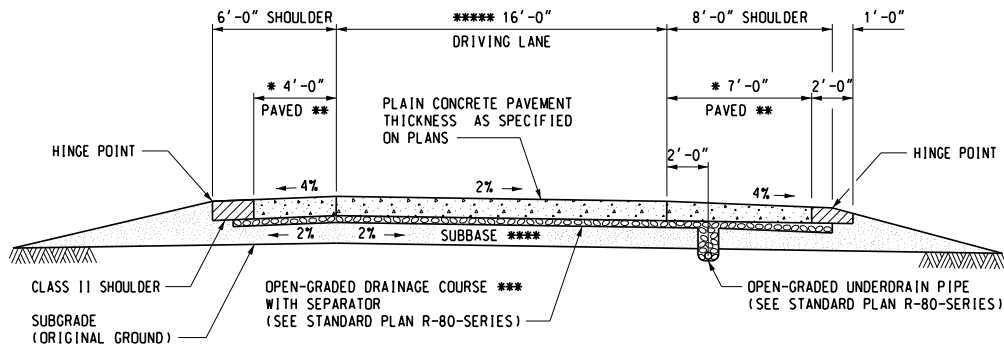 6'-0" SHOULDER
***** 16'-0"
8'-0" SHOULDER
1'-0"
DRIVING LANE
* 4'-0"
* 7'-0"
2'-0"
PAVED **
PLAIN CONCRETE PAVEMENT
THICKNESS AS SPECIFIED
ON PLANS
PAVED **
HINGE POINT
2'-0"
HINGE POINT
4%
2%
4%
2%
2%
SUBBASE ****
CLASS II SHOULDER
OPEN-GRADED DRAINAGE COURSE ***
WITH SEPARATOR
(SEE STANDARD PLAN R-80-SERIES)
OPEN-GRADED UNDERDRAIN PIPE
(SEE STANDARD PLAN R-80-SERIES)
SUBGRADE
(ORIGINAL GROUND)